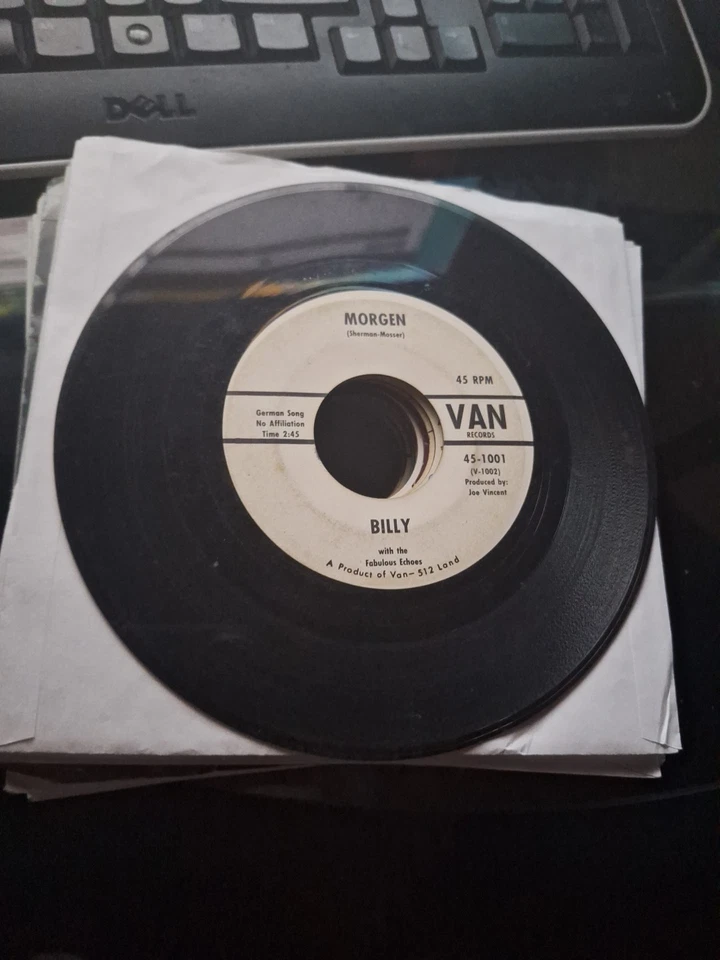 DELL
MORGEN
(Sherman-Mosser)
45 RPM
German Song
No Affiliation
Time 2:45
VAN
RECORDS
45-1001
(V-1002)
Produced by:
Joe Vincent
BILLY
with the
Fabulous Echoes
A Product of Van-512 Land